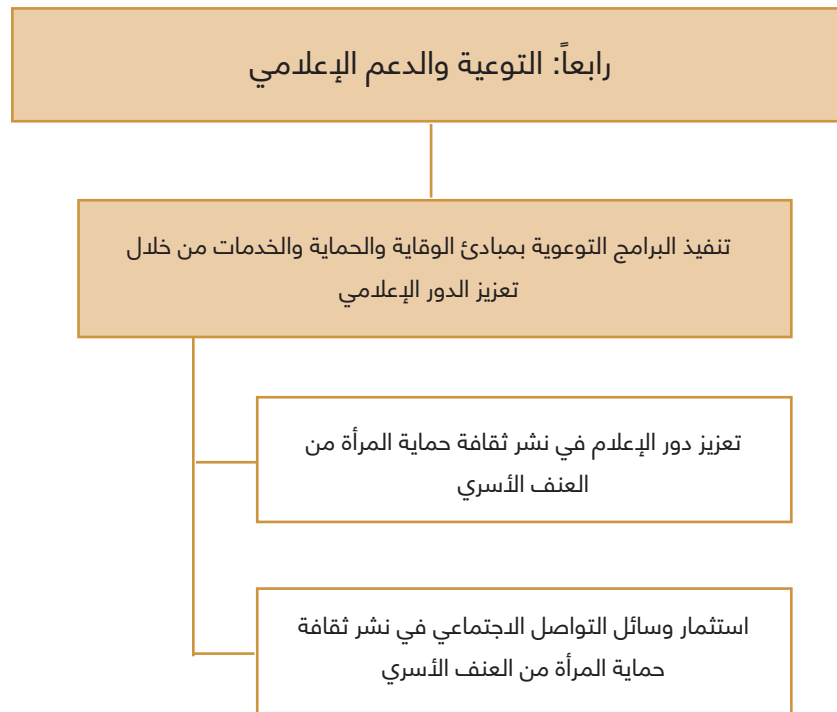 رابعاً: التوعية والدعم الإعلامي
تنفيذ البرامج التوعوية بمبادئ الوقاية والحماية والخدمات من خلال
تعزيز الدور الإعلامي
تعزيز دور الإعلام في نشر ثقافة حماية المرأة من
العنف الأسري
استثمار وسائل التواصل الاجتماعي في نشر ثقافة
حماية المرأة من العنف الأسري